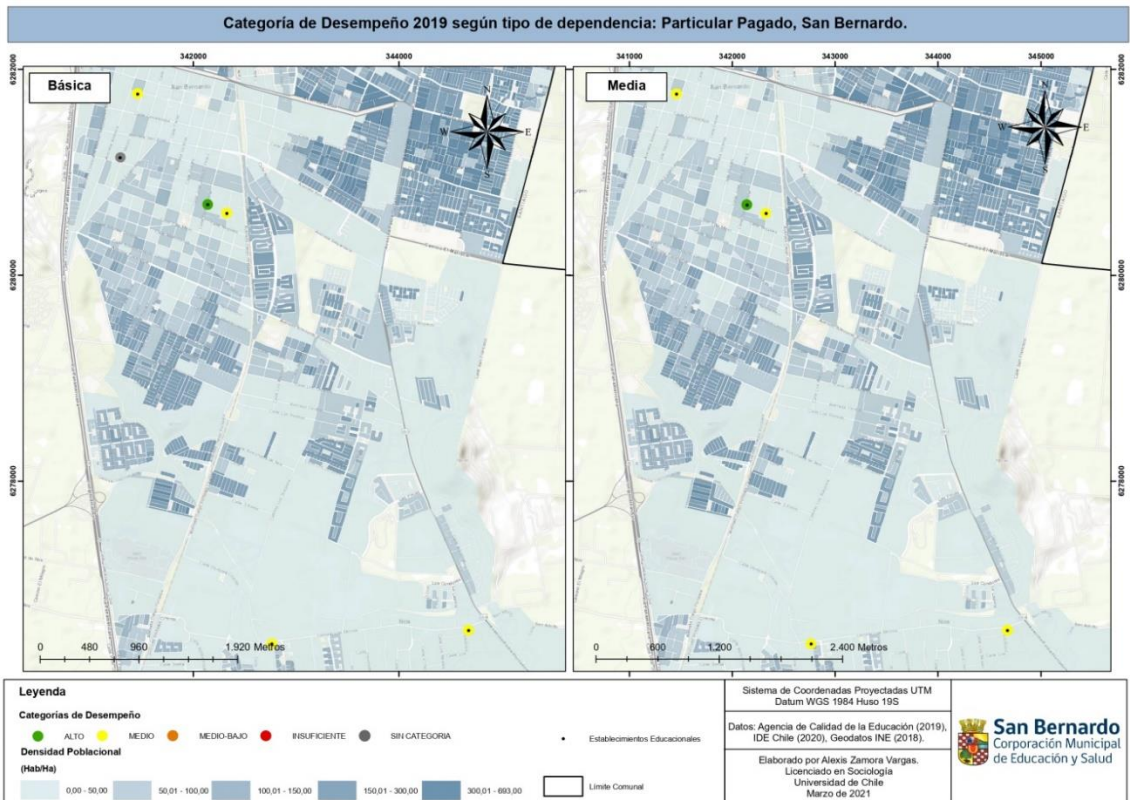 Categoría de Desempeño 2019 según tipo de dependencia: Particular Pagado, San Bernardo.
342000
344000
341000
342000
343000
344000
345000
6282000
6280000
6278000
6282000
6280000
6278000
Básica
San Bernardo
N
W
E
S
0
480
960
1.920 Metros
Media
San Bernardo
N
W
E
S
0
600
1.200
2.400 Metros
Leyenda
Categorías de Desempeño
ALTO
MEDIO
MEDIO-BAJO
INSUFICIENTE
SIN CATEGORIA
Establecimientos Educacionales
Densidad Poblacional
(Hab/Ha)
0,00 - 50,00
50,01 - 100,00
100,01 - 150,00
150,01 - 300,00
300,01 - 693,00
Límite Comunal
Sistema de Coordenadas Proyectadas UTM
Datum WGS 1984 Huso 19S
Datos: Agencia de Calidad de la Educación (2019),
IDE Chile (2020), Geodatos INE (2018).
Elaborado por Alexis Zamora Vargas.
Licenciado en Sociología
Universidad de Chile
Marzo de 2021
San Bernardo
Corporación Municipal
de Educación y Salud